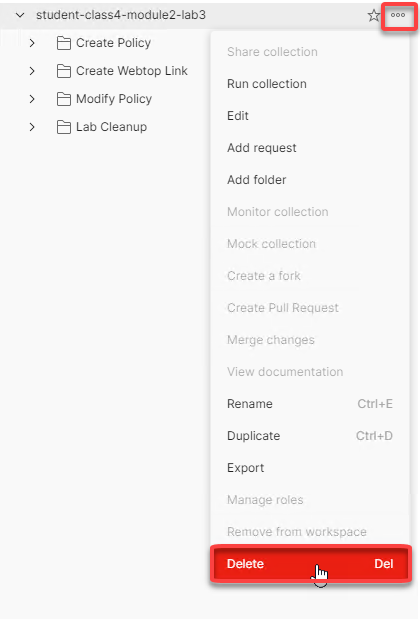 student-class4-module2-lab3
Create Policy
Create Webtop Link
Modify Policy
Lab Cleanup
Share collection
Run collection
Edit
Add request
Add folder
Monitor collection
Mock collection
Create a fork
Create Pull Request
Merge changes
View documentation
Rename Ctrl+E
Duplicate Ctrl+D
Export
Manage roles
Remove from workspace
Delete Del